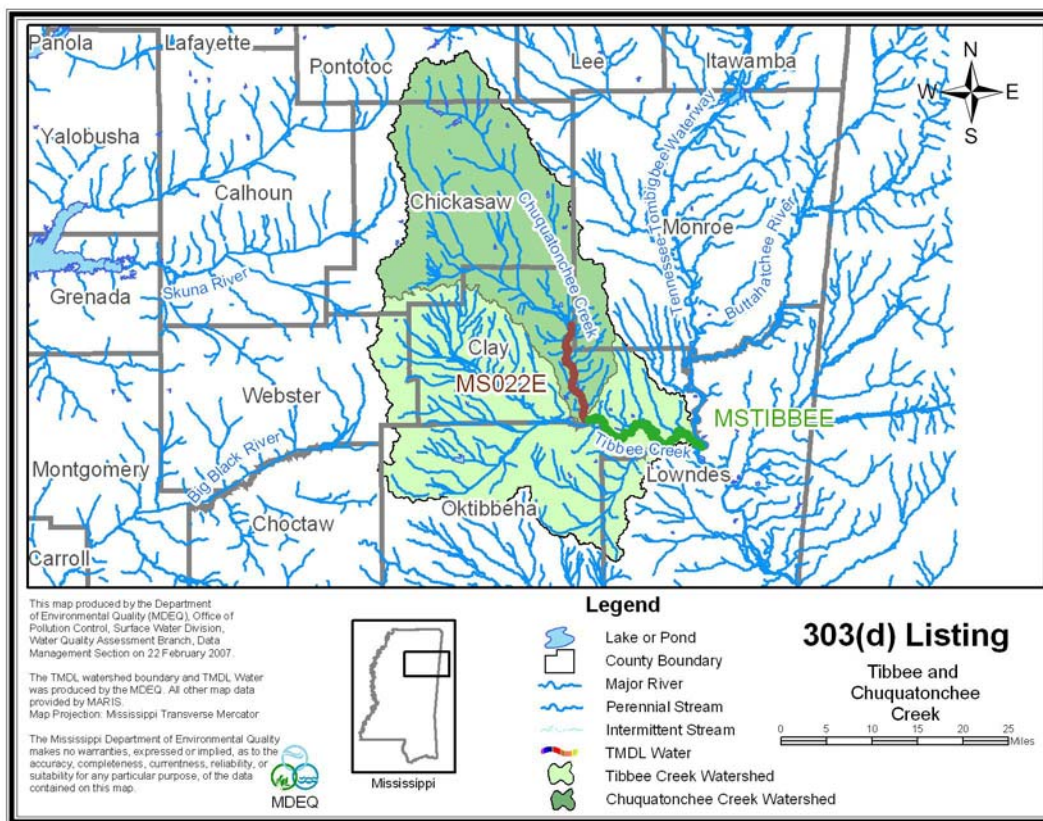 Panola
Lafayette
Pontotoc
Lee
Itawamba
N
W
E
S
Yalobusha
Calhoun
Chickasaw
Chuquatonchee Creek
Tennessee-Tombigbee Waterway
Monroe
Buttahatchee River
Grenada
Skuna River
Clay
MS022E
Webster
MSTIBBEE
Tibbee Creek
Lowndes
Montgomery
Big Black River
Oktibbeha
Choctaw
Carroll
This map produced by the Department
of Environmental Quality (MDEQ), Office of
Pollution Control, Surface Water Division,
Water Quality Assessment Branch, Data
Management Section on 22 February 2007.
The TMDL watershed boundary and TMDL Water
was produced by the MDEQ. All other map data
provided by MARIS.
Map Projection: Mississippi Transverse Mercator
The Mississippi Department of Environmental Quality
makes no warranties, expressed or implied, as to the
accuracy, completeness, currentness, reliability, or
suitability for any particular purpose, of the data
contained on this map.
MDEQ
Mississippi
Legend
Lake or Pond
County Boundary
Major River
Perennial Stream
Intermittent Stream
TMDL Water
Tibbee Creek Watershed
Chuquatonchee Creek Watershed
303(d) Listing
Tibbee and
Chuquatonchee
Creek
0 5 10 15 20 25
Miles